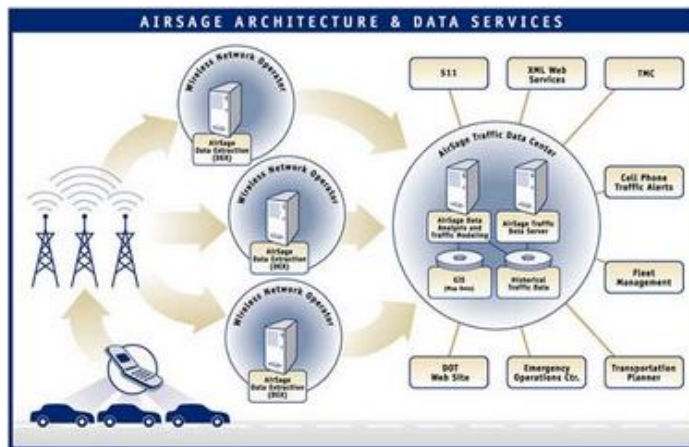 AIRSAGE ARCHITECTURE & DATA SERVICES
Wireless Network Operator
AirSage
Data Extraction
(DEX)
Wireless Network Operator
AirSage
Data Extraction
(DEX)
Wireless Network Operator
AirSage
Data Extraction
(DEX)
AirSage Traffic Data Center
AirSage Data
Analysis and
Traffic Modeling
AirSage Traffic
Data Server
GIS
(Map Data)
Historical
Traffic Data
511
XML Web
Services
TMC
Cell Phone
Traffic Alerts
Fleet
Management
DOT
Web Site
Emergency
Operations Ctr.
Transportation
Planner